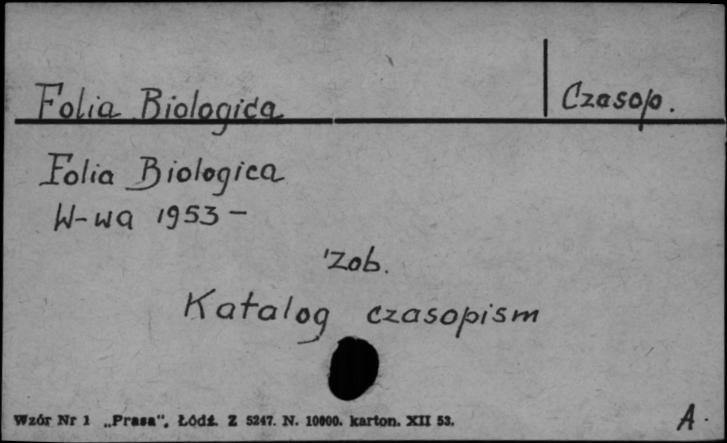 Folia Biologica Czasop.
Folia Biologica
W-wa 1953 -
Zob.
Katalog czasopism
Wzór Nr 1 „Prasa", Łódź. Z 5247. N. 10000. karton. XII 53.
A.